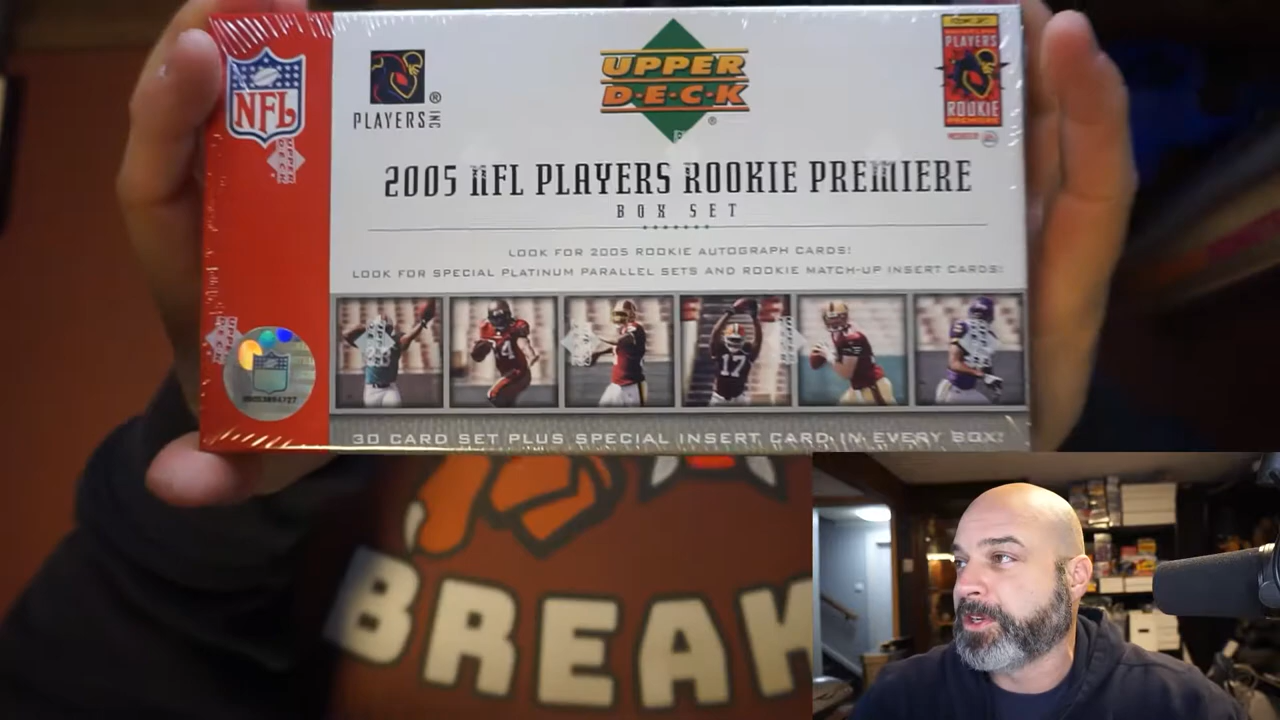 NFL
UPPER DECK
PLAYERS INC
UPPER
D·E·C·K
PLAYERS
ROOKIE
2005 NFL PLAYERS ROOKIE PREMIERE
BOX SET
LOOK FOR 2005 ROOKIE AUTOGRAPH CARDS!
LOOK FOR SPECIAL PLATINUM PARALLEL SETS AND ROOKIE MATCH-UP INSERT CARDS!
17
30 CARD SET PLUS SPECIAL INSERT CARD IN EVERY BOX!
BREAK